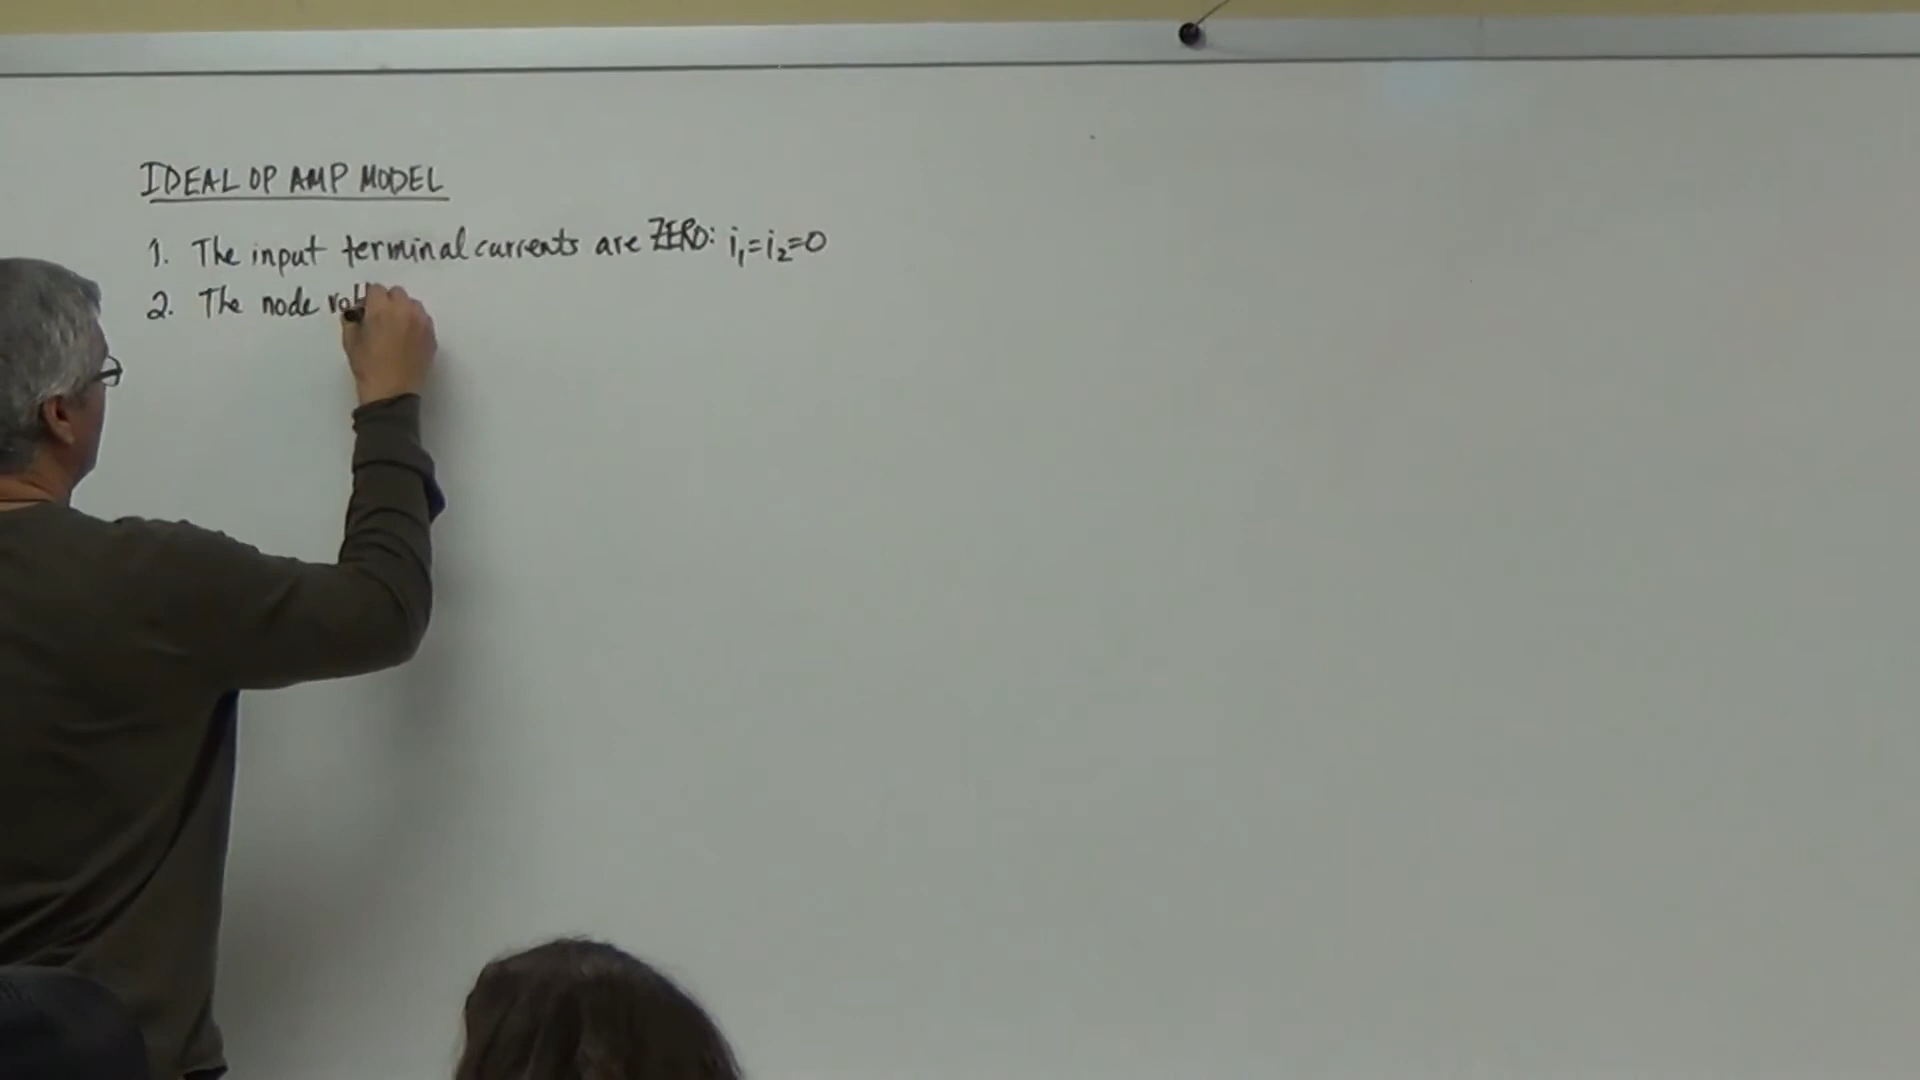 IDEAL OP AMP MODEL
1. The input terminal currents are ZERO: i₁=i₂=0
2. The node